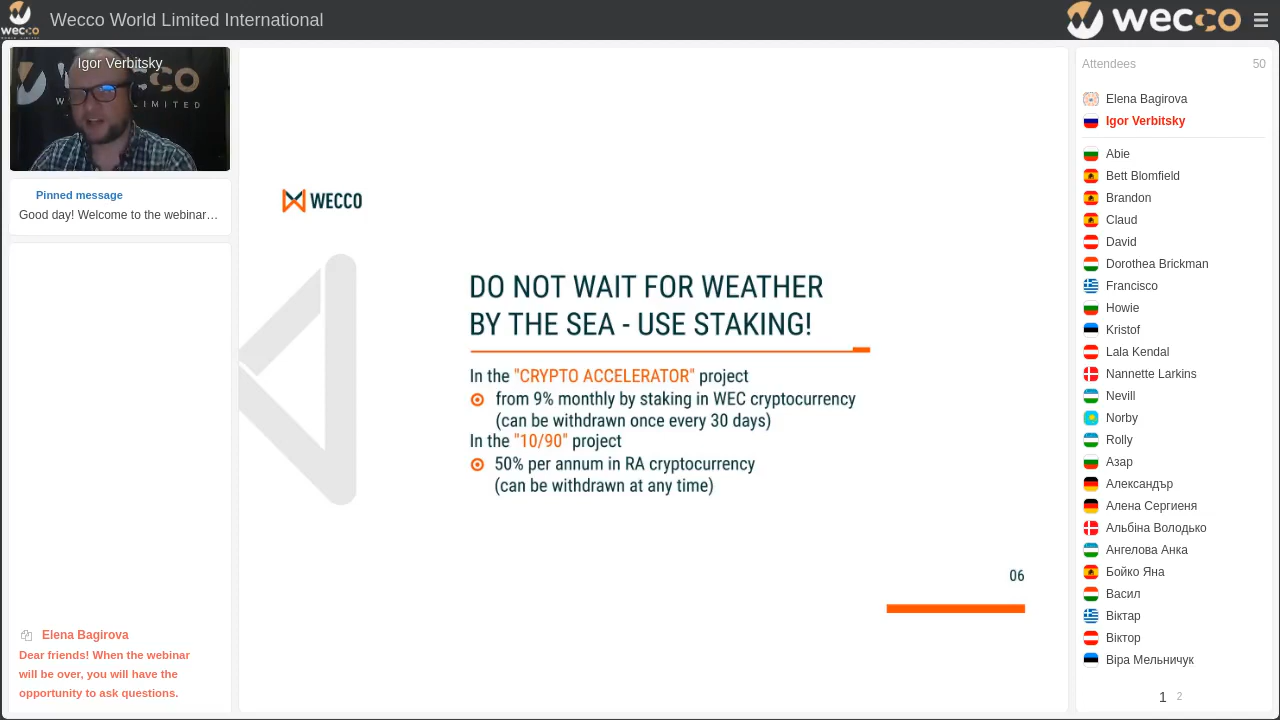 wecco
Wecco World Limited International
wecco
Igor Verbitsky
Pinned message
Good day! Welcome to the webinar…
Elena Bagirova
Dear friends! When the webinar
will be over, you will have the
opportunity to ask questions.
WECCO
DO NOT WAIT FOR WEATHER
BY THE SEA - USE STAKING!
In the "CRYPTO ACCELERATOR" project
from 9% monthly by staking in WEC cryptocurrency
(can be withdrawn once every 30 days)
In the "10/90" project
50% per annum in RA cryptocurrency
(can be withdrawn at any time)
06
Attendees 50
Elena Bagirova
Igor Verbitsky
Abie
Bett Blomfield
Brandon
Claud
David
Dorothea Brickman
Francisco
Howie
Kristof
Lala Kendal
Nannette Larkins
Nevill
Norby
Rolly
Азар
Александър
Алена Сергиеня
Альбіна Володько
Ангелова Анка
Бойко Яна
Васил
Віктар
Віктор
Віра Мельничук
1 2